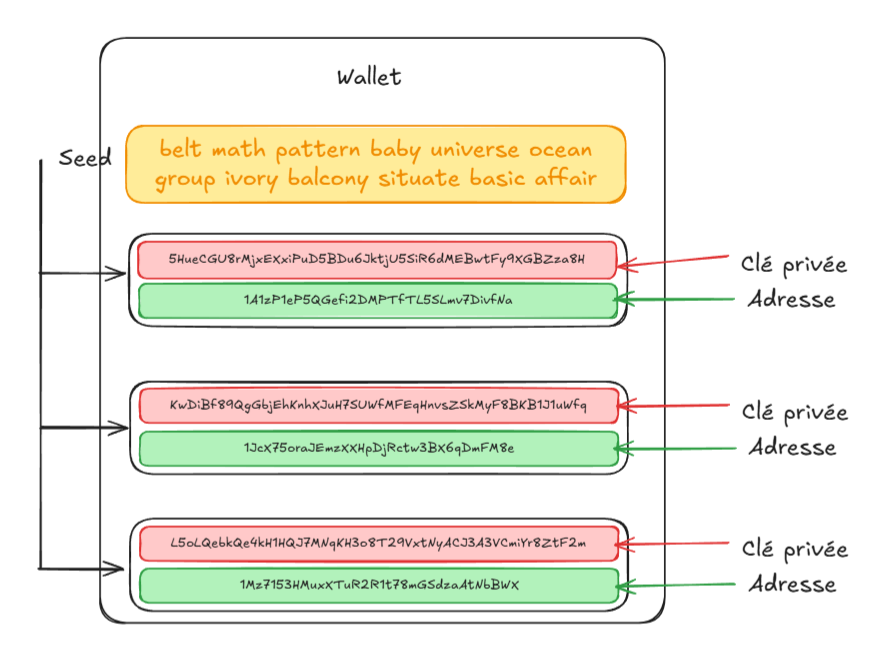 Wallet
Seed
belt math pattern baby universe ocean
group ivory balcony situate basic affair
5HueCGU8rMjxEXxiPuD5BDu6JktjU5SiR6dMEBwtFy9XGBZza8H
Clé privée
1A1zP1eP5QGefi2DMPTfTL5SLmv7DivfNa
Adresse
KwDiBf89QgGbjEhKnhXJuH7SUWfMFEqHnvsZSkMyF8BKB1J1uWfq
Clé privée
1JcX75oraJEmzXXHpDjRctw3BX6qDmFM8e
Adresse
L5oLQebkQe4kH1HQJ7MNqKH3o8T29VxtNyACJ3A3VCmiYr8ZtF2m
Clé privée
1Mz7153HMuxXTuR2R1t78mGSdzaAtNbBWX
Adresse